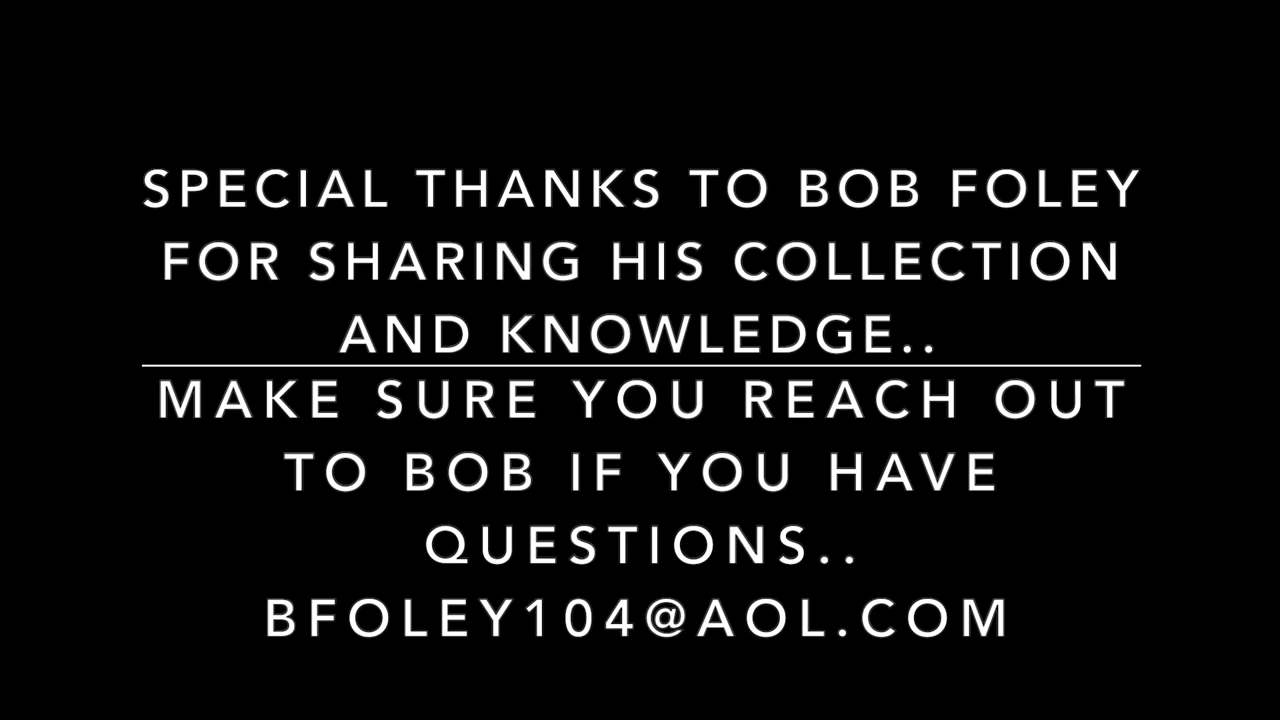 SPECIAL THANKS TO BOB FOLEY
FOR SHARING HIS COLLECTION
AND KNOWLEDGE..
MAKE SURE YOU REACH OUT
TO BOB IF YOU HAVE
QUESTIONS..
BFOLEY104@AOL.COM